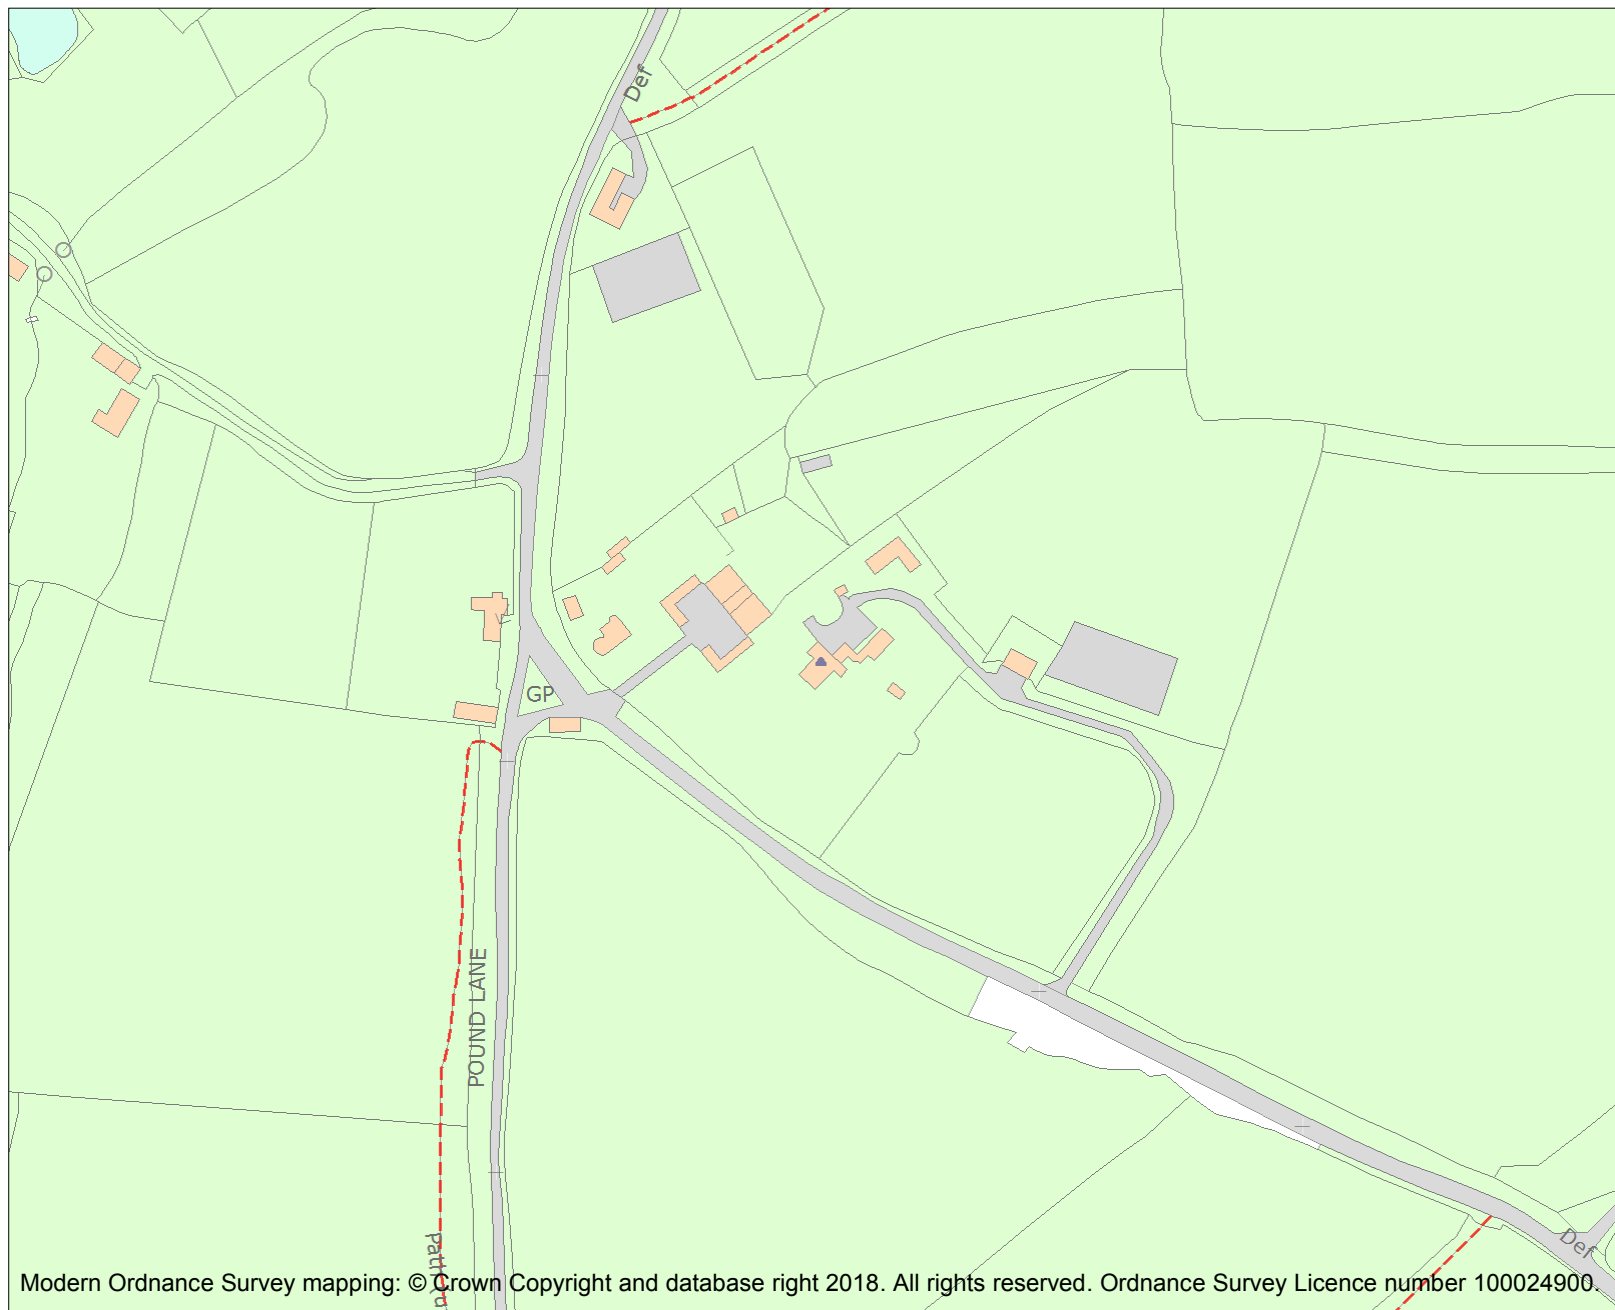 Def
GP
POUND LANE
Def
Modern Ordnance Survey mapping: © Crown Copyright and database right 2018. All rights reserved. Ordnance Survey Licence number 100024900.